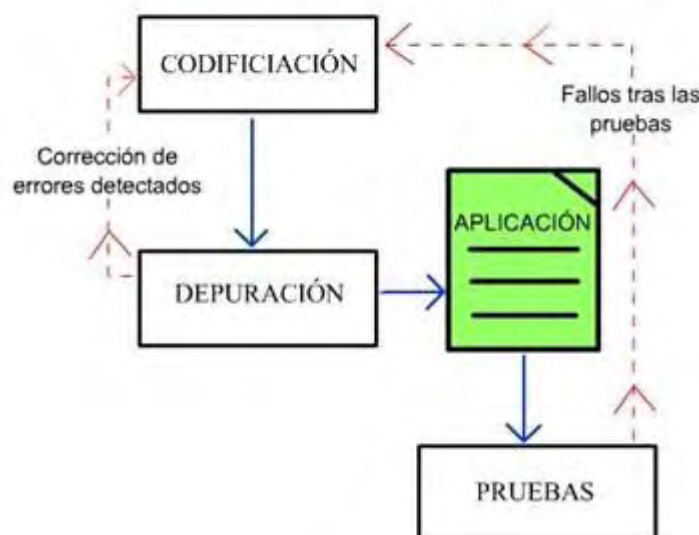 CODIFICIACIÓN
Fallos tras las
pruebas
Corrección de
errores detectados
APLICACIÓN
DEPURACIÓN
PRUEBAS